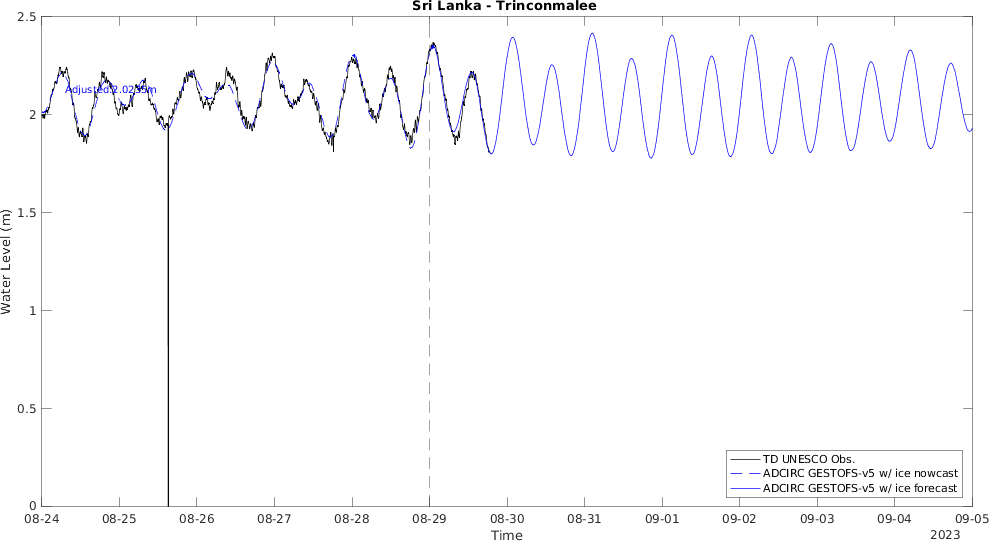 Sri Lanka - Trinconmalee
2.5
2
1.5
1
0.5
0
Water Level (m)
Adjusted
TD UNESCO Obs.
ADCIRC GESTOFS-v5 w/ ice nowcast
ADCIRC GESTOFS-v5 w/ ice forecast
08-24 08-25 08-26 08-27 08-28 08-29 08-30 08-31 09-01 09-02 09-03 09-04 09-05
Time
2023